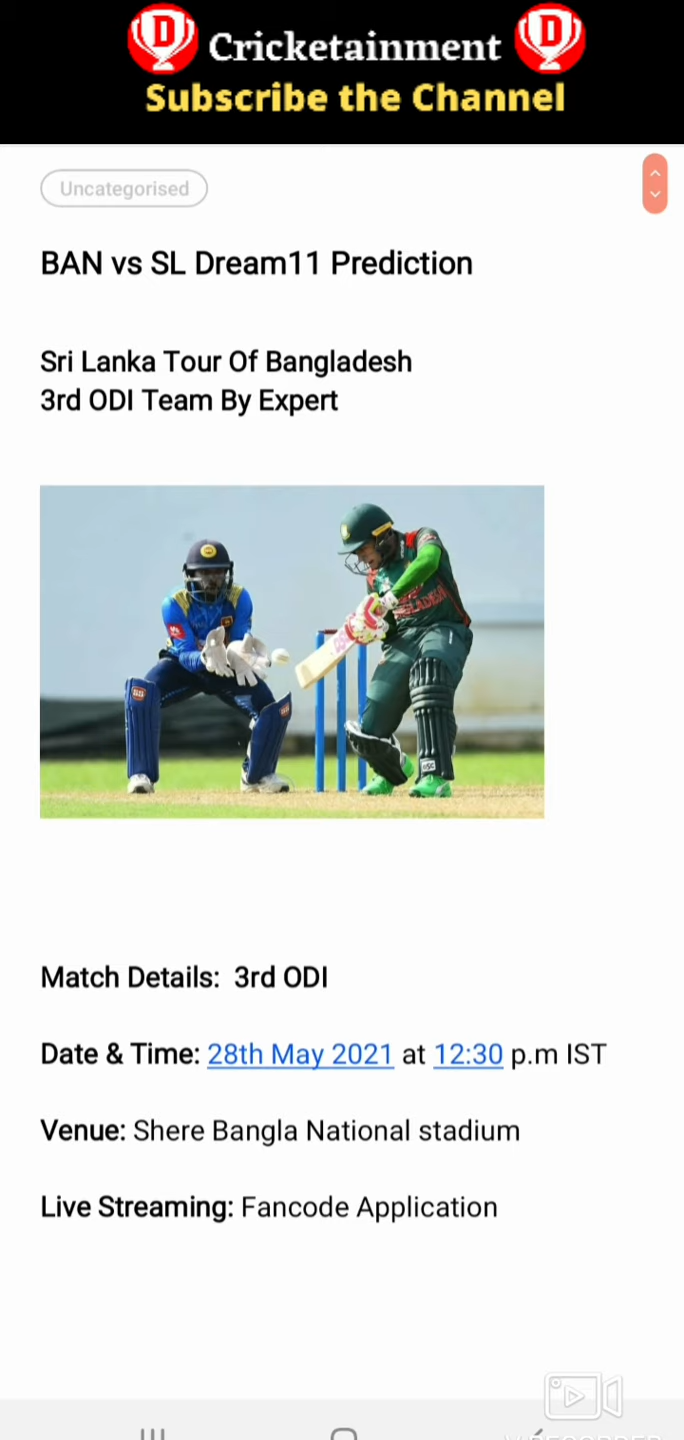 D Cricketainment D
Subscribe the Channel
Uncategorised
BAN vs SL Dream11 Prediction
Sri Lanka Tour Of Bangladesh
3rd ODI Team By Expert
Match Details: 3rd ODI
Date & Time: 28th May 2021 at 12:30 p.m IST
Venue: Shere Bangla National stadium
Live Streaming: Fancode Application